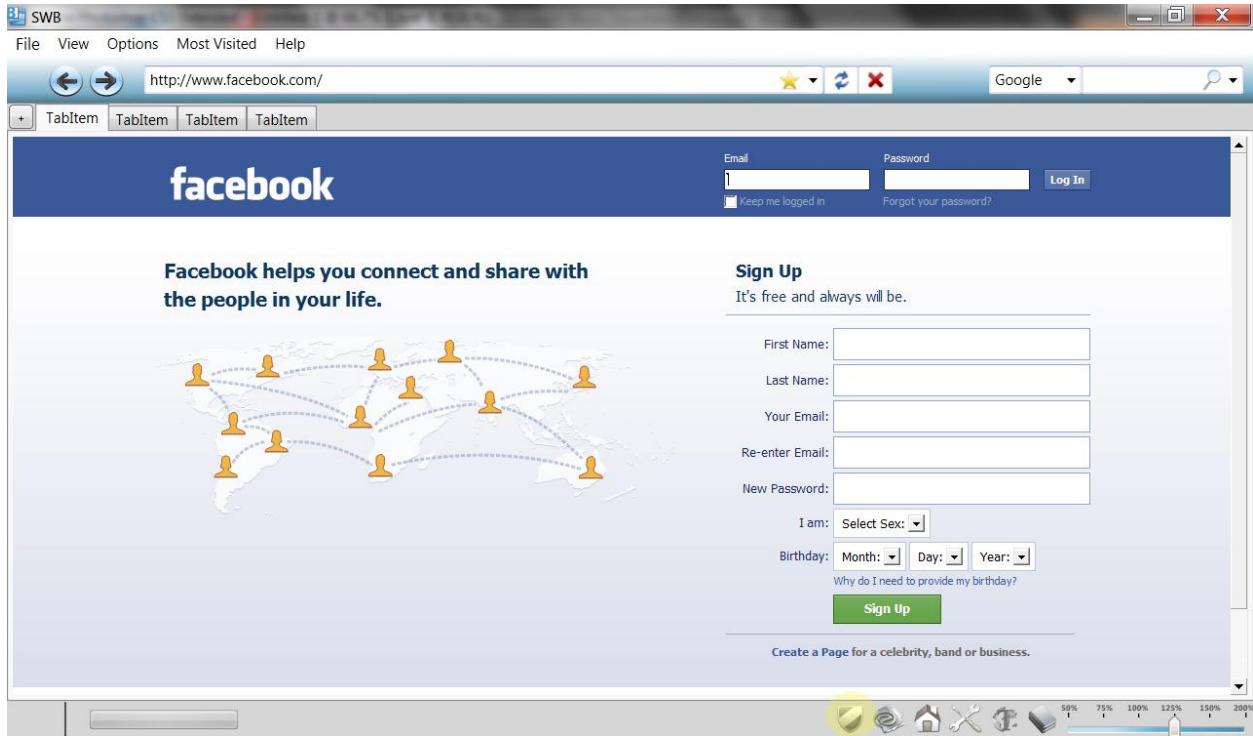 SWB
File View Options Most Visited Help
http://www.facebook.com/ Google
+ TabItem TabItem TabItem TabItem
Email Password
facebook
Log In
Keep me logged in Forgot your password?
Facebook helps you connect and share with
the people in your life.
Sign Up
It's free and always will be.
First Name:
Last Name:
Your Email:
Re-enter Email:
New Password:
I am: Select Sex:
Birthday: Month: Day: Year:
Why do I need to provide my birthday?
Sign Up
Create a Page for a celebrity, band or business.
50% 75% 100% 125% 150% 200%